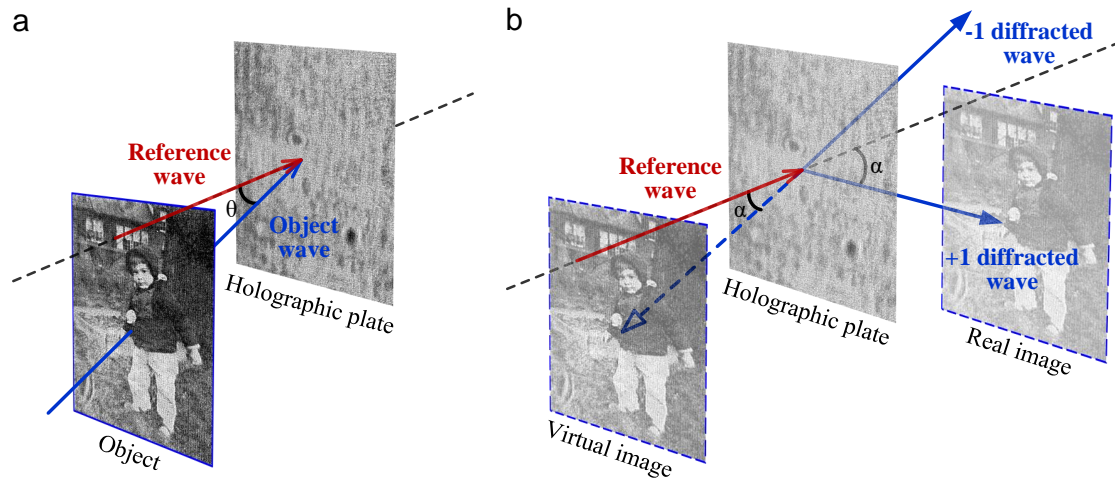 a
Reference
wave
θ
Object
wave
Holographic plate
Object
b
-1 diffracted
wave
Reference
wave
α
α
+1 diffracted
wave
Holographic plate
Real image
Virtual image